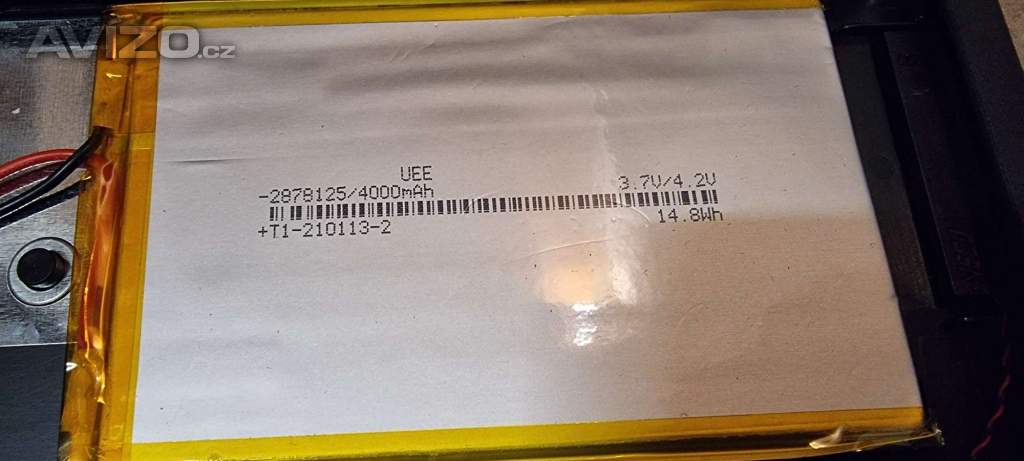 AVIZO.cz
UEE
-2878125/4000mAh
3.7V/4.2V
+T1-210113-2
14.8Wh